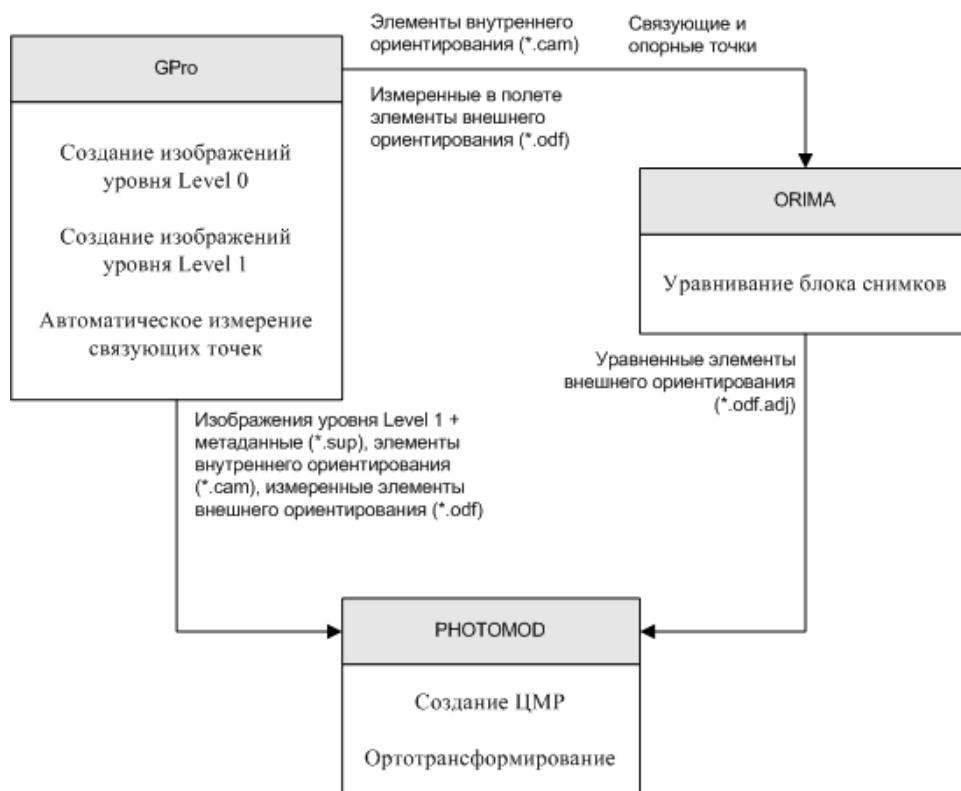 GPro
Создание изображений
уровня Level 0
Создание изображений
уровня Level 1
Автоматическое измерение
связующих точек
Элементы внутреннего
ориентирования (*.cam)
Измеренные в полете
элементы внешнего
ориентирования (*.odf)
Связующие и
опорные точки
ORIMA
Уравнивание блока снимков
Уравненные элементы
внешнего ориентирования
(*.odf.adj)
Изображения уровня Level 1 +
метаданные (*.sup), элементы
внутреннего ориентирования
(*.cam), измеренные элементы
внешнего ориентирования (*.odf)
PHOTOMOD
Создание ЦМР
Ортотрансформирование